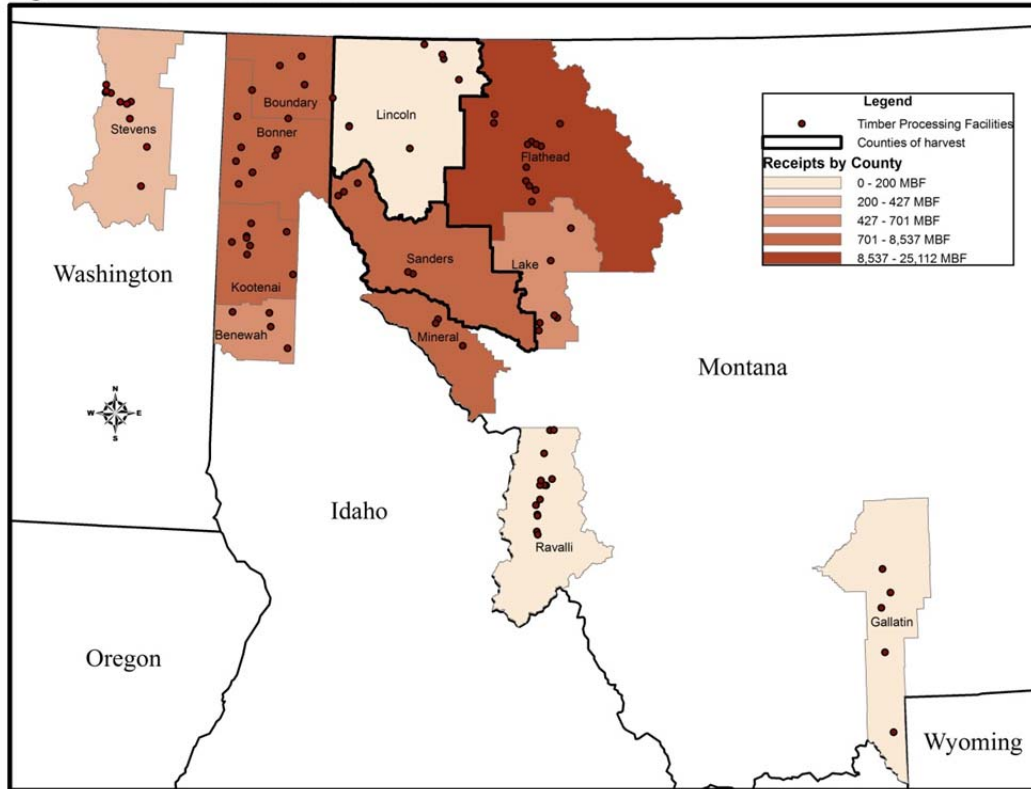 Legend
Timber Processing Facilities
Counties of harvest
Receipts by County
0 - 200 MBF
200 - 427 MBF
427 - 701 MBF
701 - 8,537 MBF
8,537 - 25,112 MBF
Boundary
Lincoln
Stevens
Bonner
Flathead
Washington
Sanders
Lake
Kootenai
Benewah
Mineral
Montana
N
W E
S
Idaho
Ravalli
Gallatin
Oregon
Wyoming